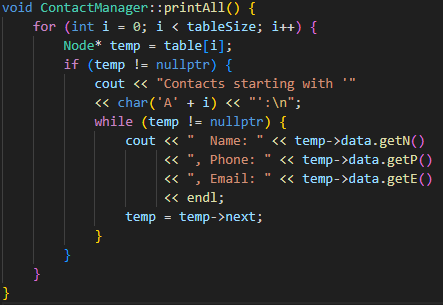 void ContactManager::printAll() {
    for (int i = 0; i < tableSize; i++) {
        Node* temp = table[i];
        if (temp != nullptr) {
            cout << "Contacts starting with '"
            << char('A' + i) << "':\n";
            while (temp != nullptr) {
                cout << "  Name: " << temp->data.getN()
                     << ", Phone: " << temp->data.getP()
                     << ", Email: " << temp->data.getE()
                     << endl;
                temp = temp->next;
            }
        }
    }
}